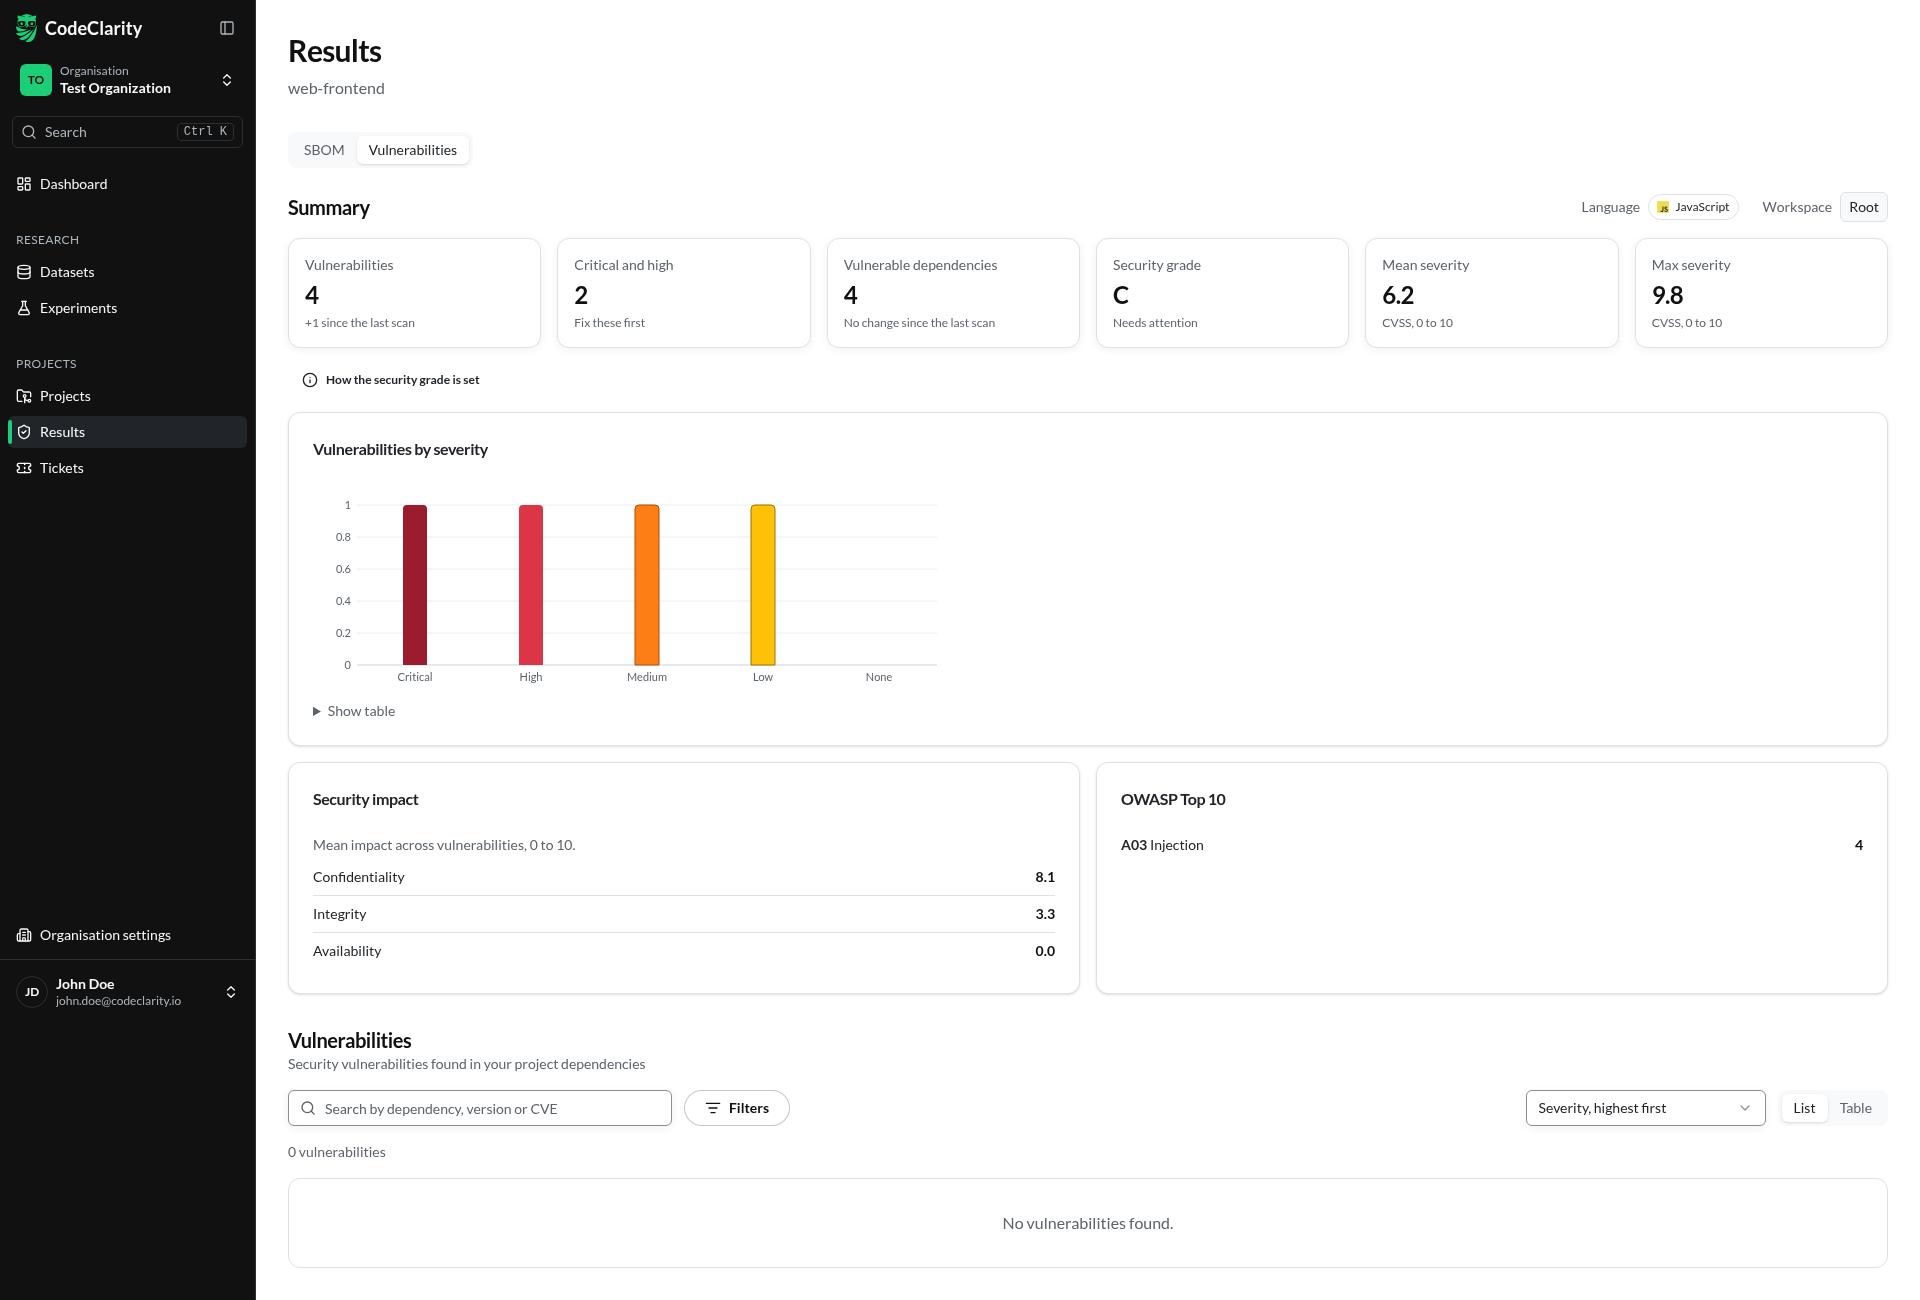 CodeClarity
TO
Organisation
Test Organization
Search
Ctrl K
Dashboard
RESEARCH
Datasets
Experiments
PROJECTS
Projects
Results
Tickets
Organisation settings
JD
John Doe
john.doe@codeclarity.io
Results
web-frontend
SBOM
Vulnerabilities
Summary
Language
JS
JavaScript
Workspace
Root
Vulnerabilities
4
+1 since the last scan
Critical and high
2
Fix these first
Vulnerable dependencies
4
No change since the last scan
Security grade
C
Needs attention
Mean severity
6.2
CVSS, 0 to 10
Max severity
9.8
CVSS, 0 to 10
How the security grade is set
Vulnerabilities by severity
1
0.8
0.6
0.4
0.2
0
Critical
High
Medium
Low
None
Show table
Security impact
Mean impact across vulnerabilities, 0 to 10.
Confidentiality 8.1
Integrity 3.3
Availability 0.0
OWASP Top 10
A03 Injection 4
Vulnerabilities
Security vulnerabilities found in your project dependencies
Search by dependency, version or CVE
Filters
Severity, highest first
List
Table
0 vulnerabilities
No vulnerabilities found.